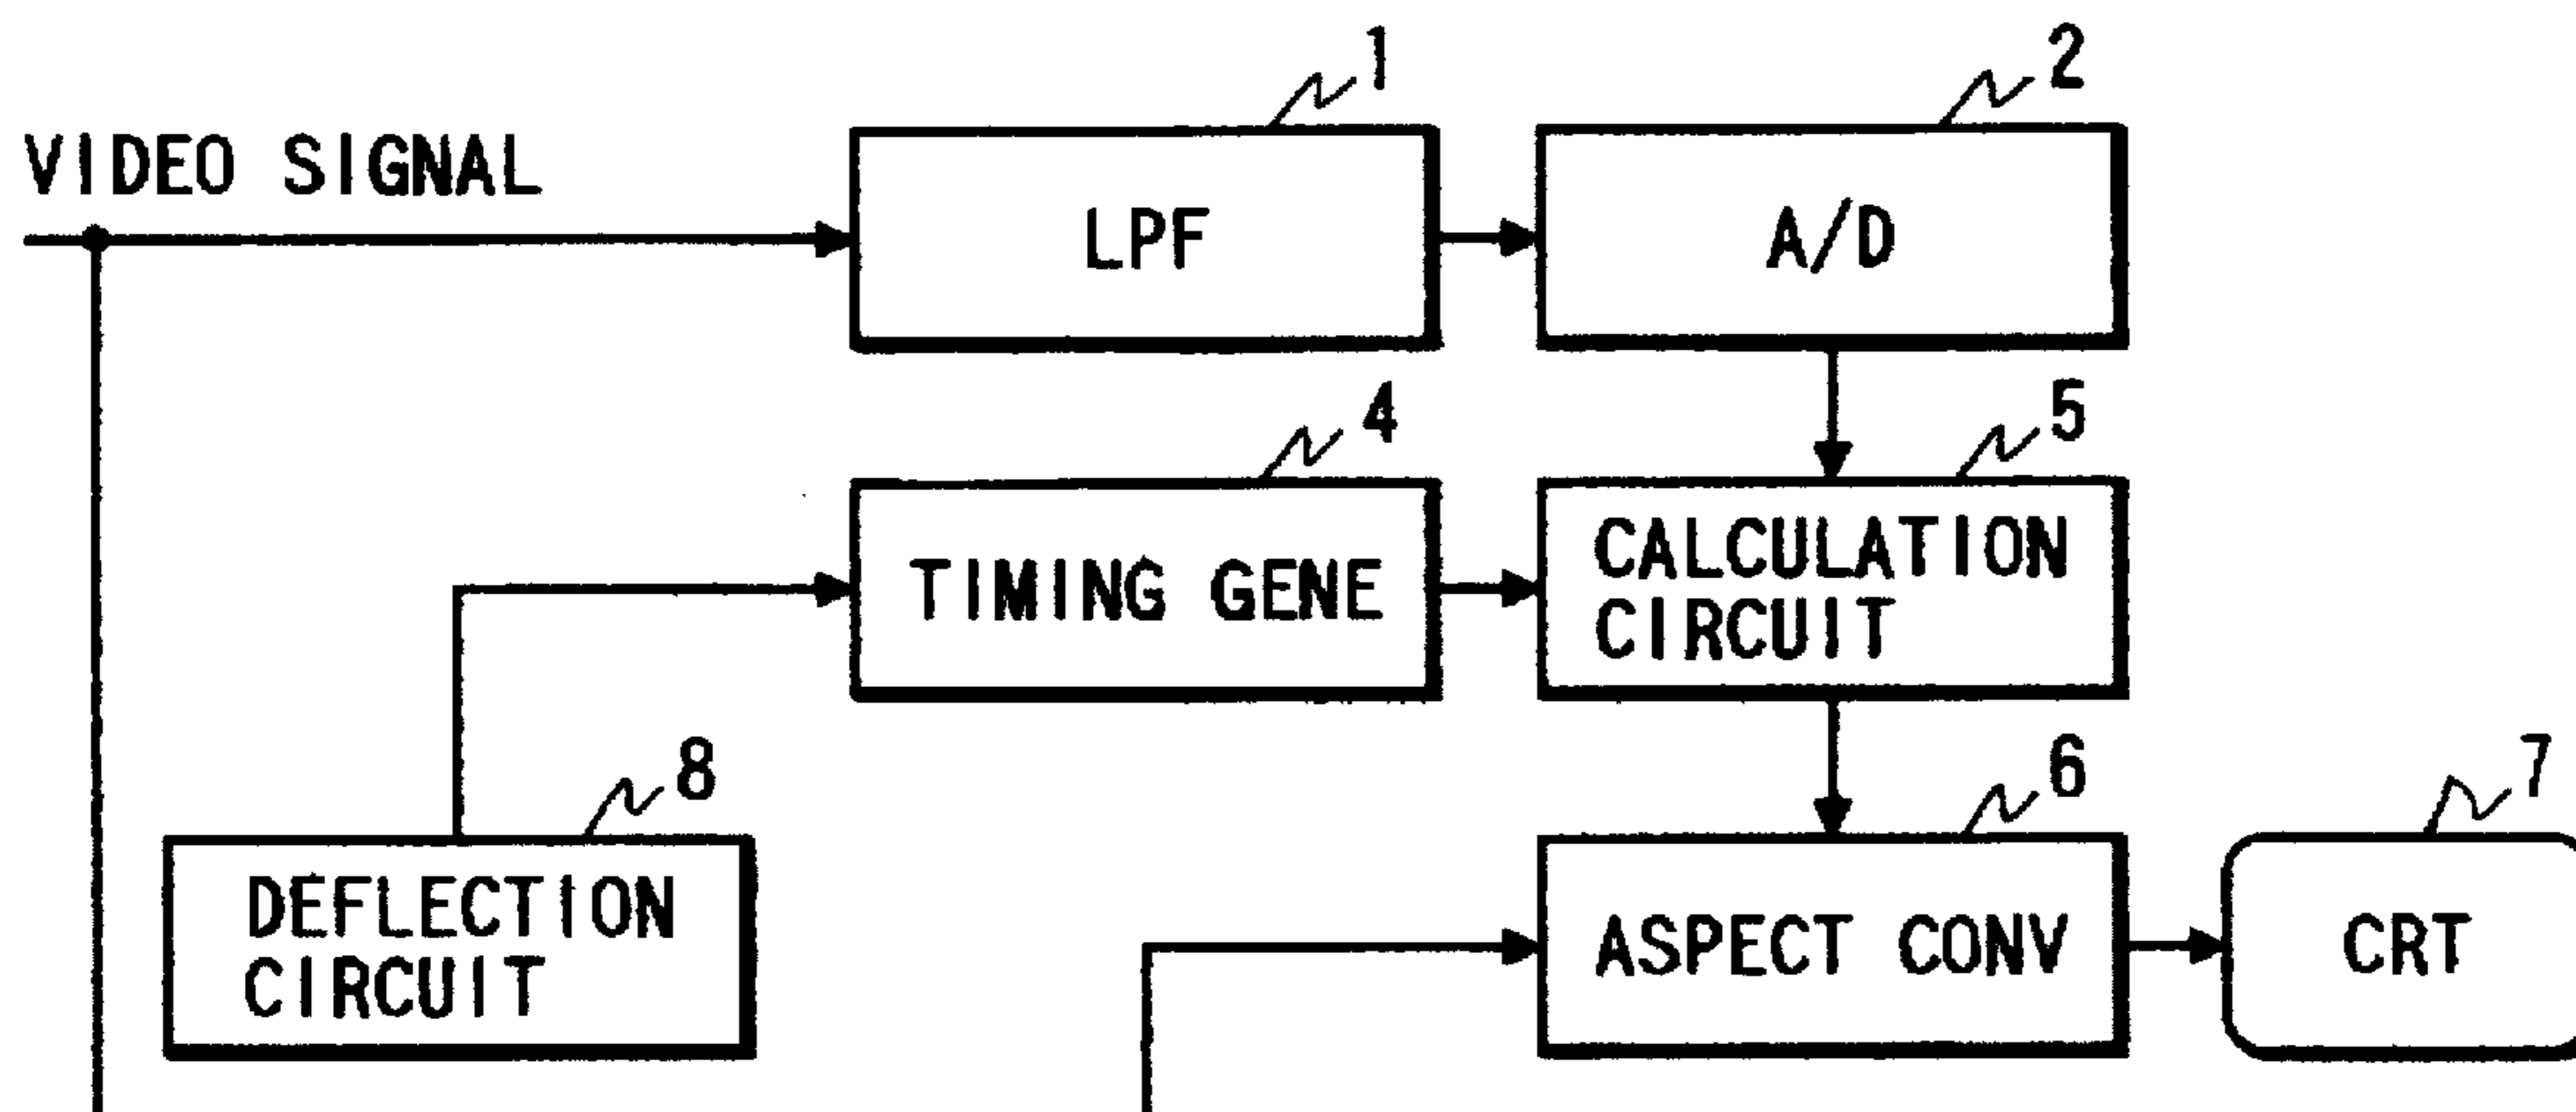 1
2
VIDEO SIGNAL
LPF
A/D
4
5
TIMING GENE
CALCULATION
CIRCUIT
8
6
7
DEFLECTION
CIRCUIT
ASPECT CONV
CRT